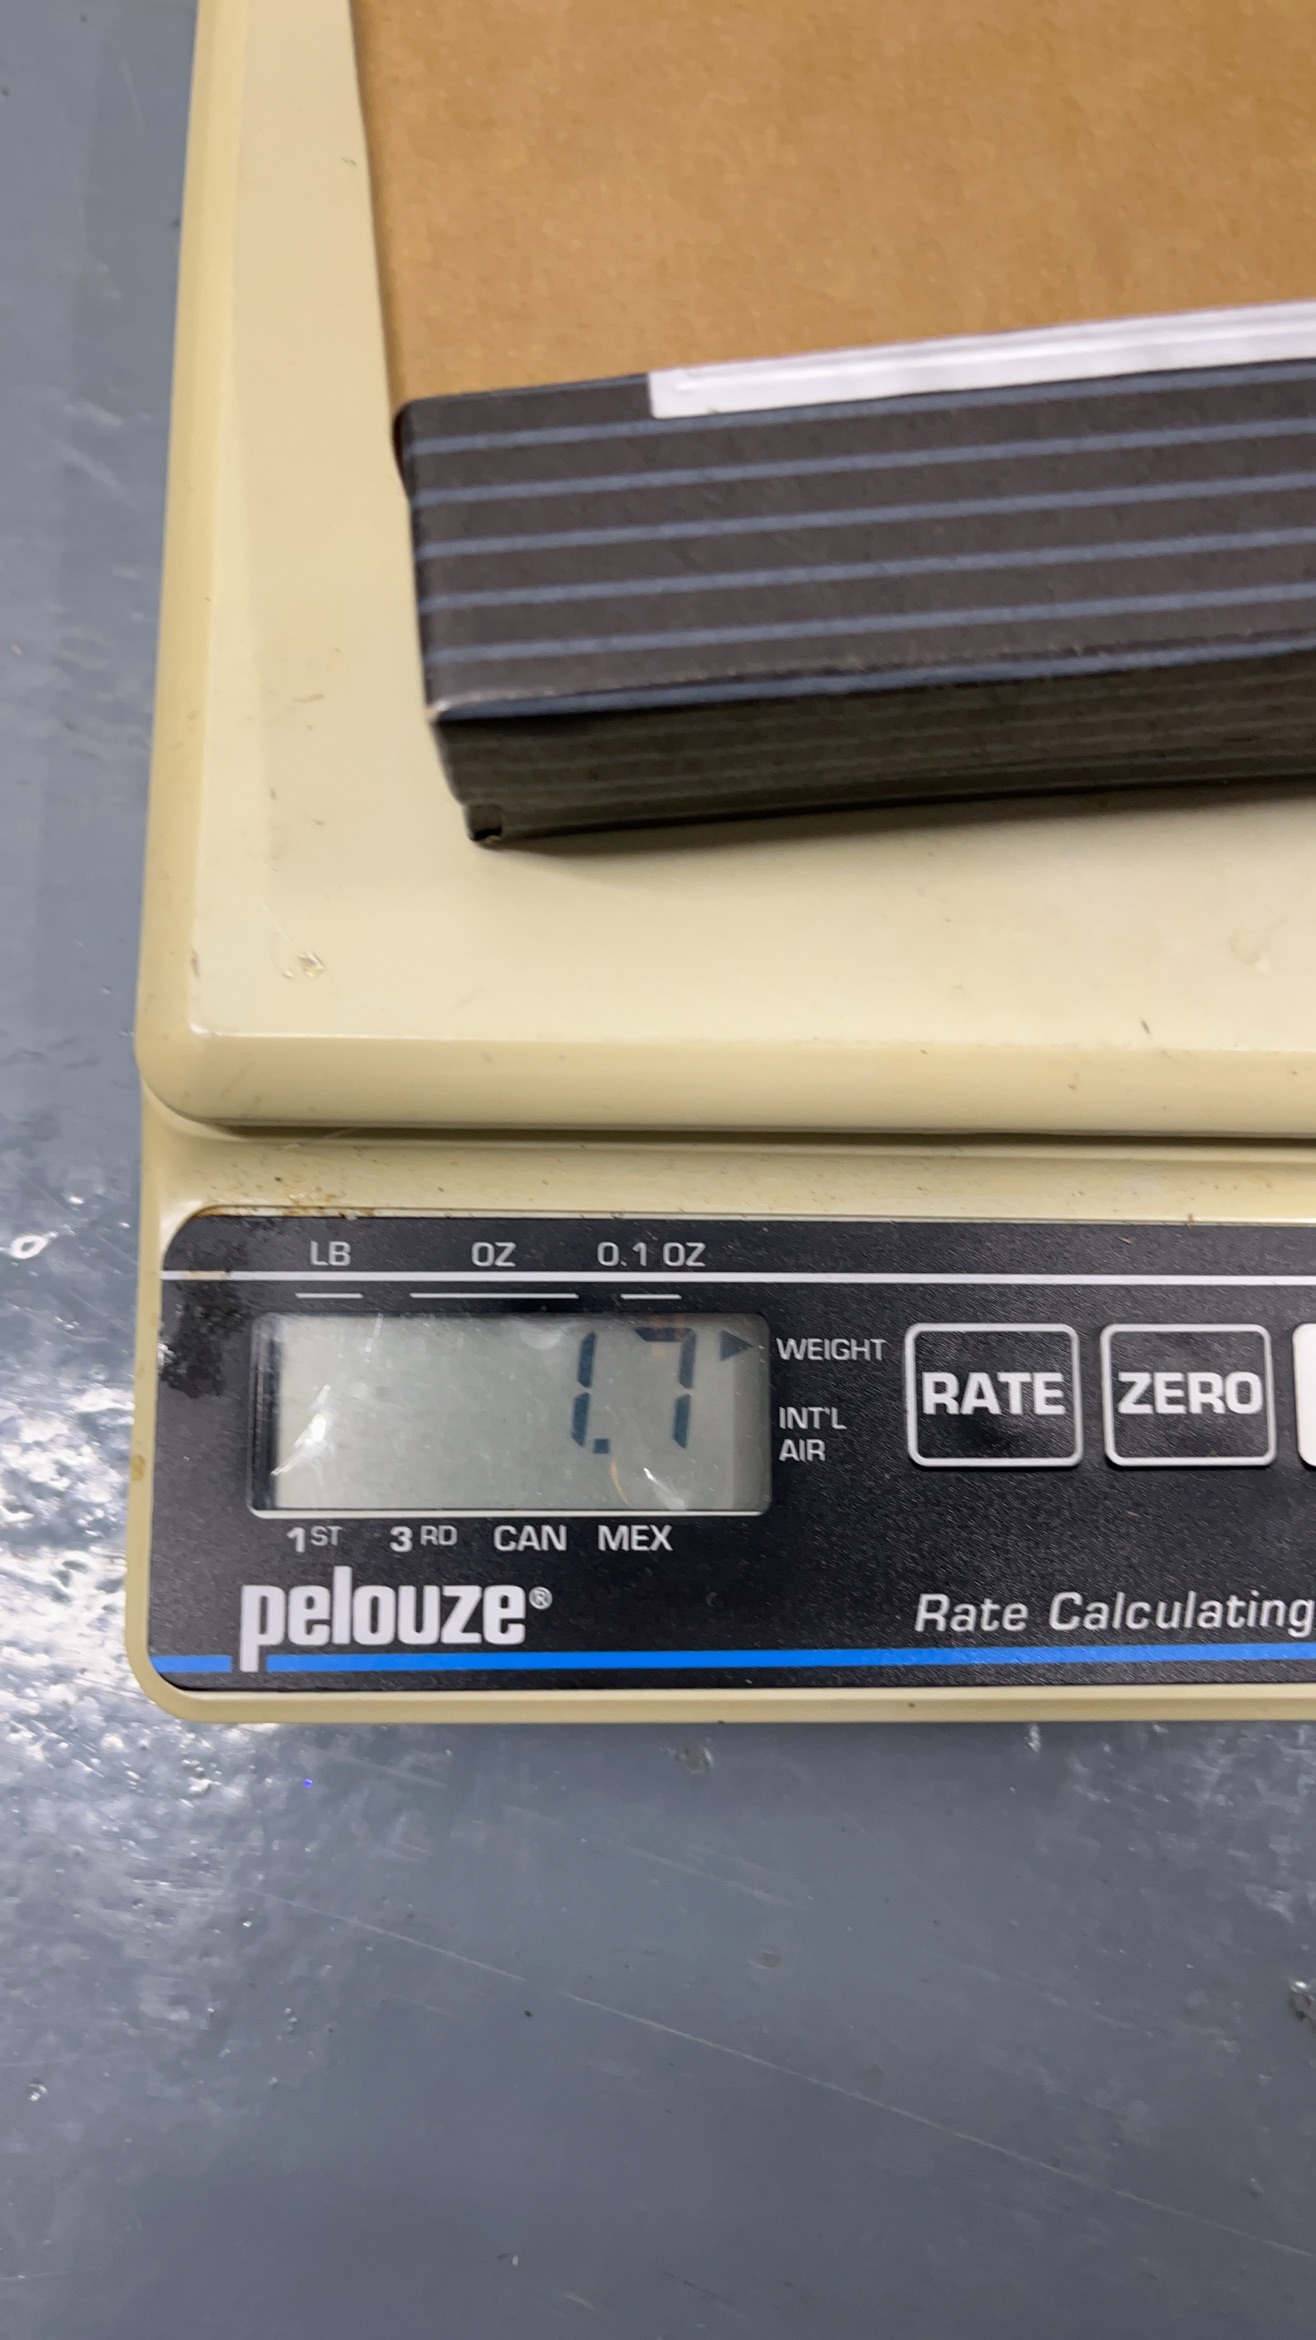 LB OZ 0.1 OZ
1.7
WEIGHT
INT'L
AIR
RATE ZERO
1ST 3RD CAN MEX
pelouze®
Rate Calculating